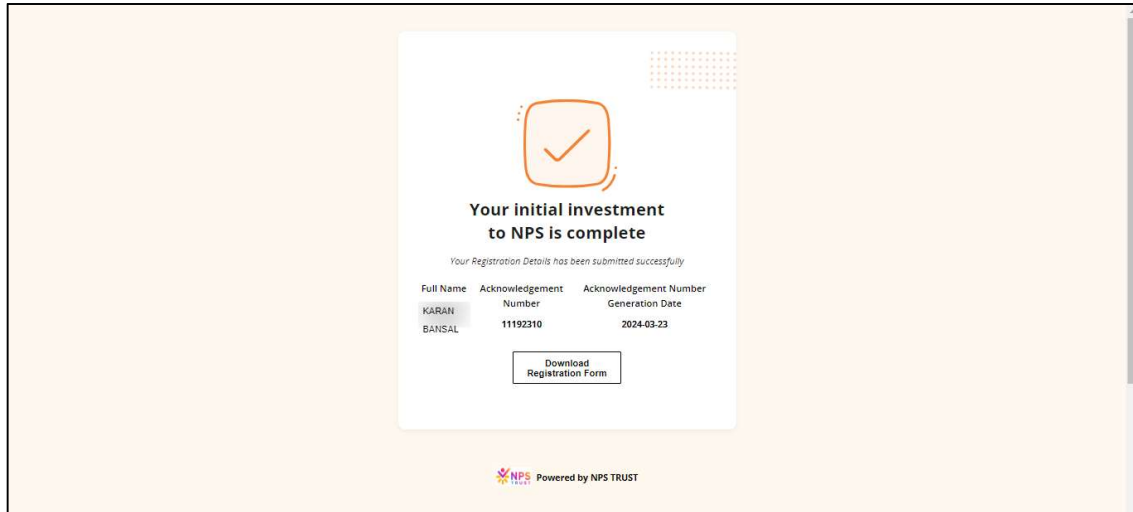 Your initial investment
to NPS is complete
Your Registration Details has been submitted successfully
Full Name
KARAN
BANSAL
Acknowledgement
Number
11192310
Acknowledgement Number
Generation Date
2024-03-23
Download
Registration Form
NPS
TRUST
Powered by NPS TRUST